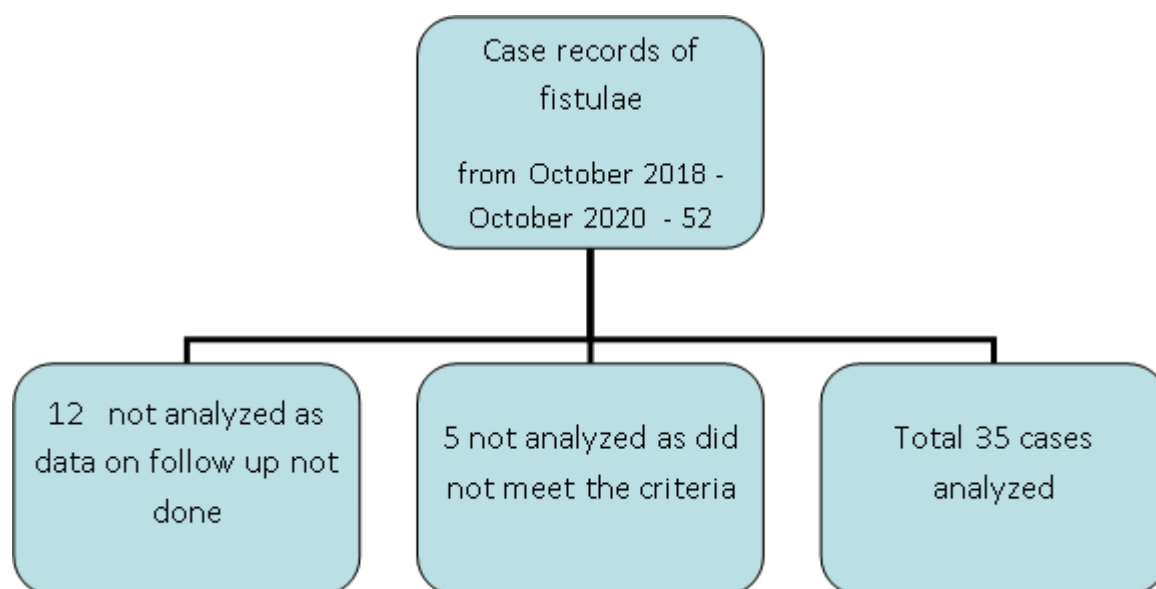 Case records of
fistulae
from October 2018 -
October 2020 - 52
12 not analyzed as
data on follow up not
done
5 not analyzed as did
not meet the criteria
Total 35 cases
analyzed